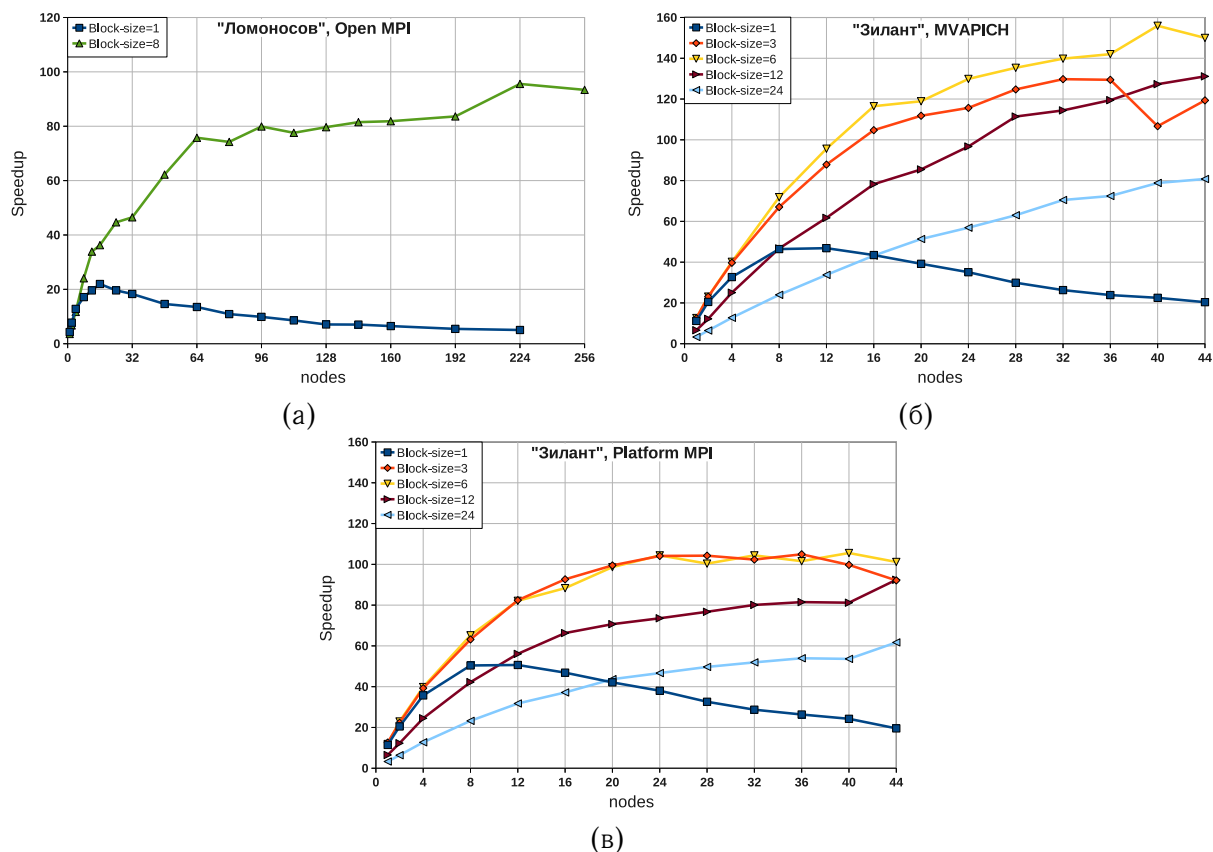 "Ломоносов", Open MPI
Block-size=1
Block-size=8
Speedup
120
100
80
60
40
20
0
0 32 64 96 128 160 192 224 256
nodes
(а)
"Зилант", MVAPICH
Block-size=1
Block-size=3
Block-size=6
Block-size=12
Block-size=24
Speedup
160
140
120
100
80
60
40
20
0
0 4 8 12 16 20 24 28 32 36 40 44
nodes
(б)
"Зилант", Platform MPI
Block-size=1
Block-size=3
Block-size=6
Block-size=12
Block-size=24
Speedup
160
140
120
100
80
60
40
20
0
0 4 8 12 16 20 24 28 32 36 40 44
nodes
(в)